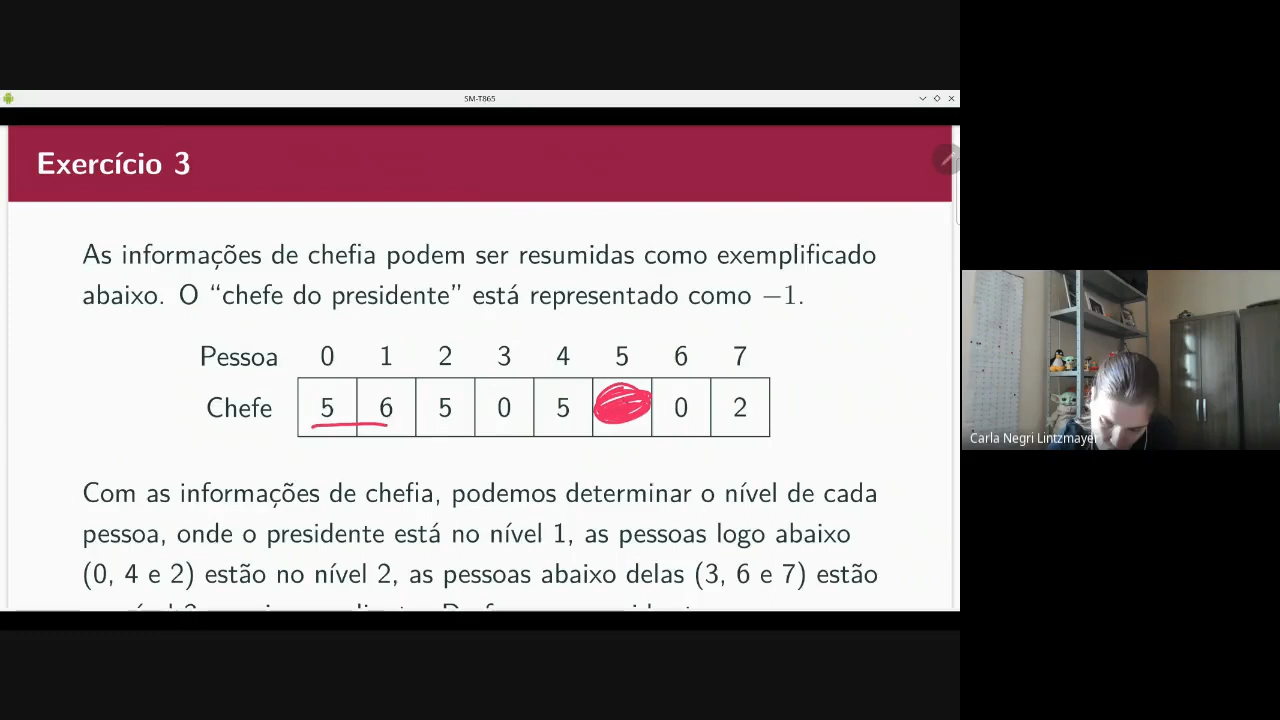 SM-T865
Exercício 3
As informações de chefia podem ser resumidas como exemplificado
abaixo. O “chefe do presidente” está representado como −1.
Pessoa 0 1 2 3 4 5 6 7
Chefe 5 6 5 0 5 0 2
Com as informações de chefia, podemos determinar o nível de cada
pessoa, onde o presidente está no nível 1, as pessoas logo abaixo
(0, 4 e 2) estão no nível 2, as pessoas abaixo delas (3, 6 e 7) estão
Carla Negri Lintzmayer